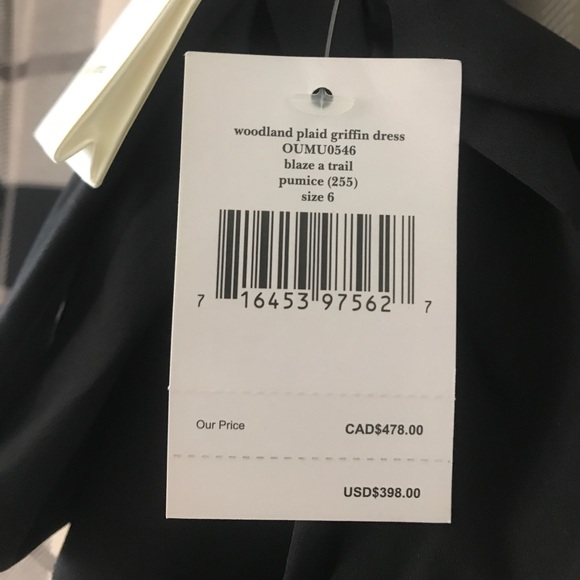 woodland plaid griffin dress
OUMU0546
blaze a trail
pumice (255)
size 6
7 16453 97562 7
Our Price CAD$478.00
USD$398.00